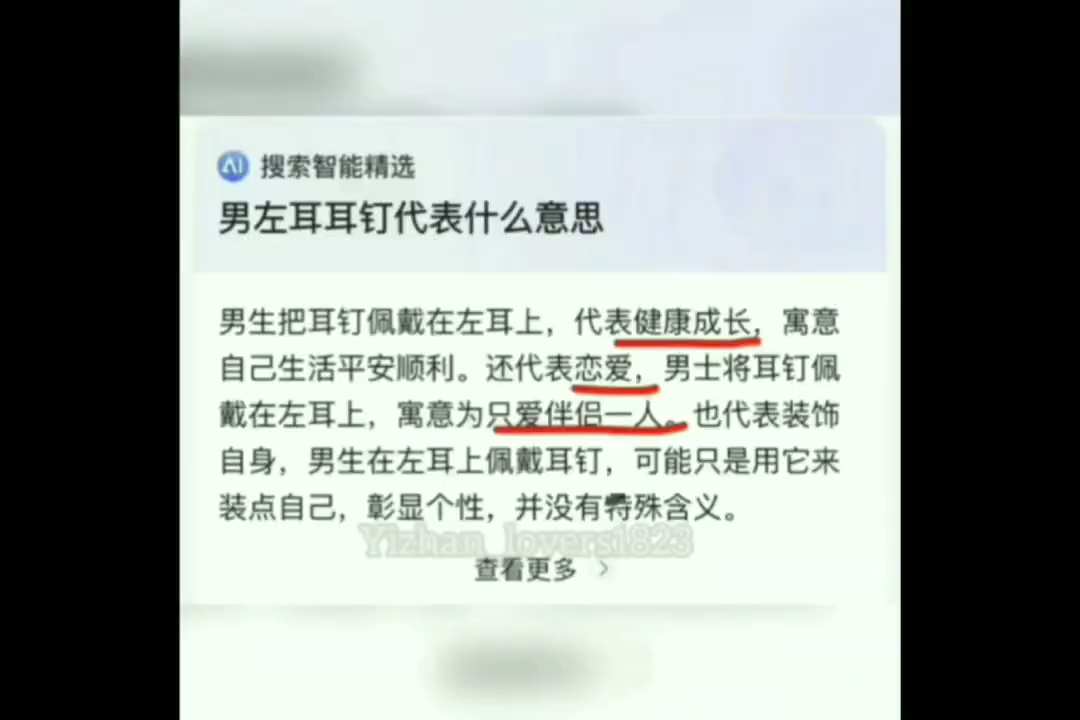 AI 搜索智能精选
男左耳耳钉代表什么意思
男生把耳钉佩戴在左耳上，代表健康成长，寓意
自己生活平安顺利。还代表恋爱，男士将耳钉佩
戴在左耳上，寓意为只爱伴侣一人。也代表装饰
自身，男生在左耳上佩戴耳钉，可能只是用它来
装点自己，彰显个性，并没有特殊含义。
Yizhan_lovers1823
查看更多 >